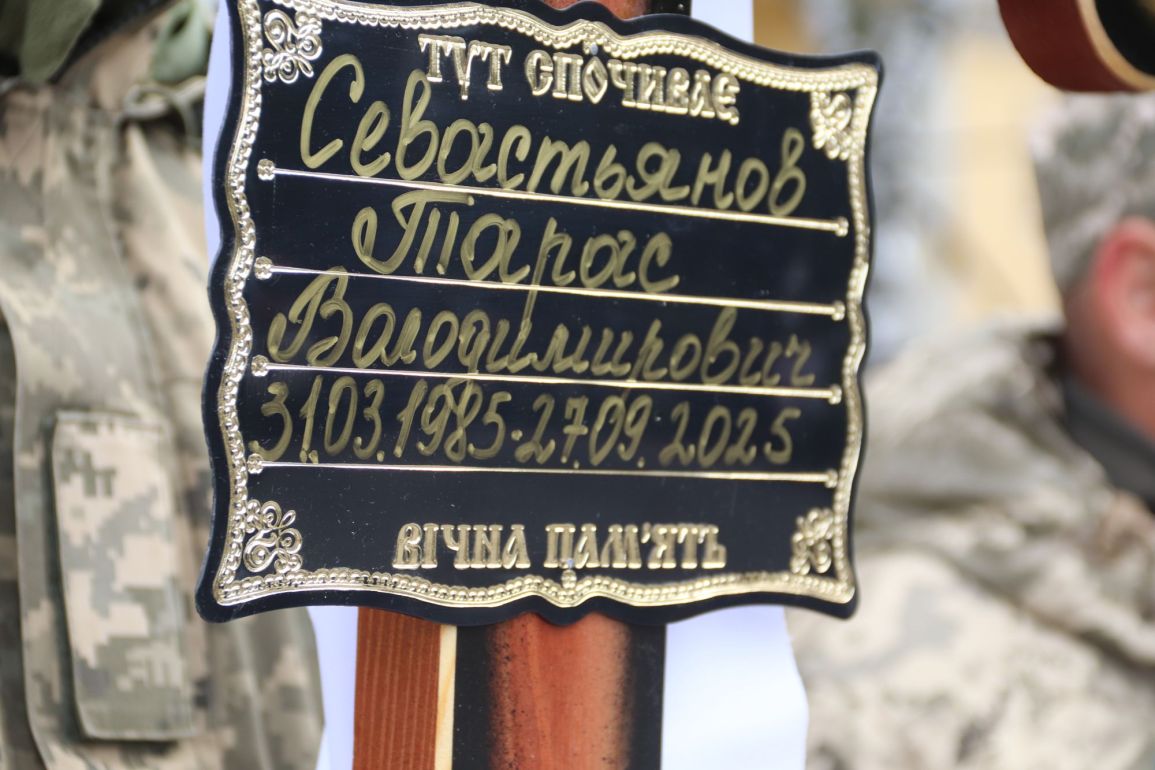 ТУТ СПОЧИВАЄ
Севастьянов
Тарас
Володимирович
31.03.1985-27.09.2025
ВІЧНА ПАМ'ЯТЬ